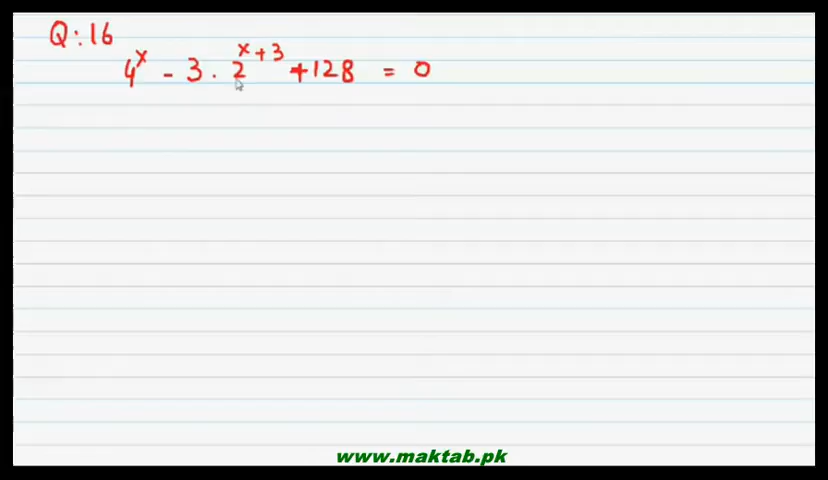 Q:16
4^x - 3 · 2^(x+3) + 128 = 0
www.maktab.pk